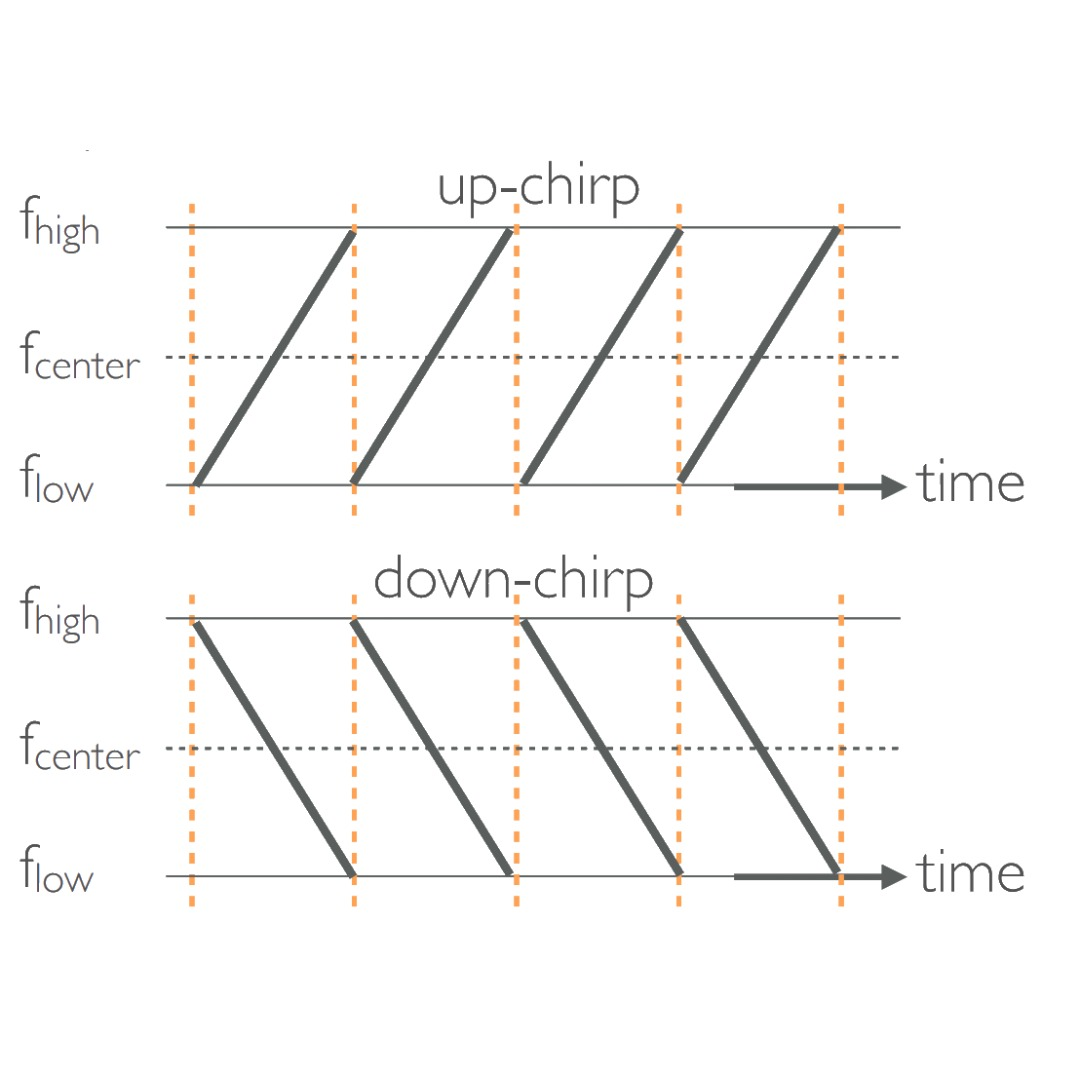 up-chirp
fhigh
fcenter
flow
time
down-chirp
fhigh
fcenter
flow
time